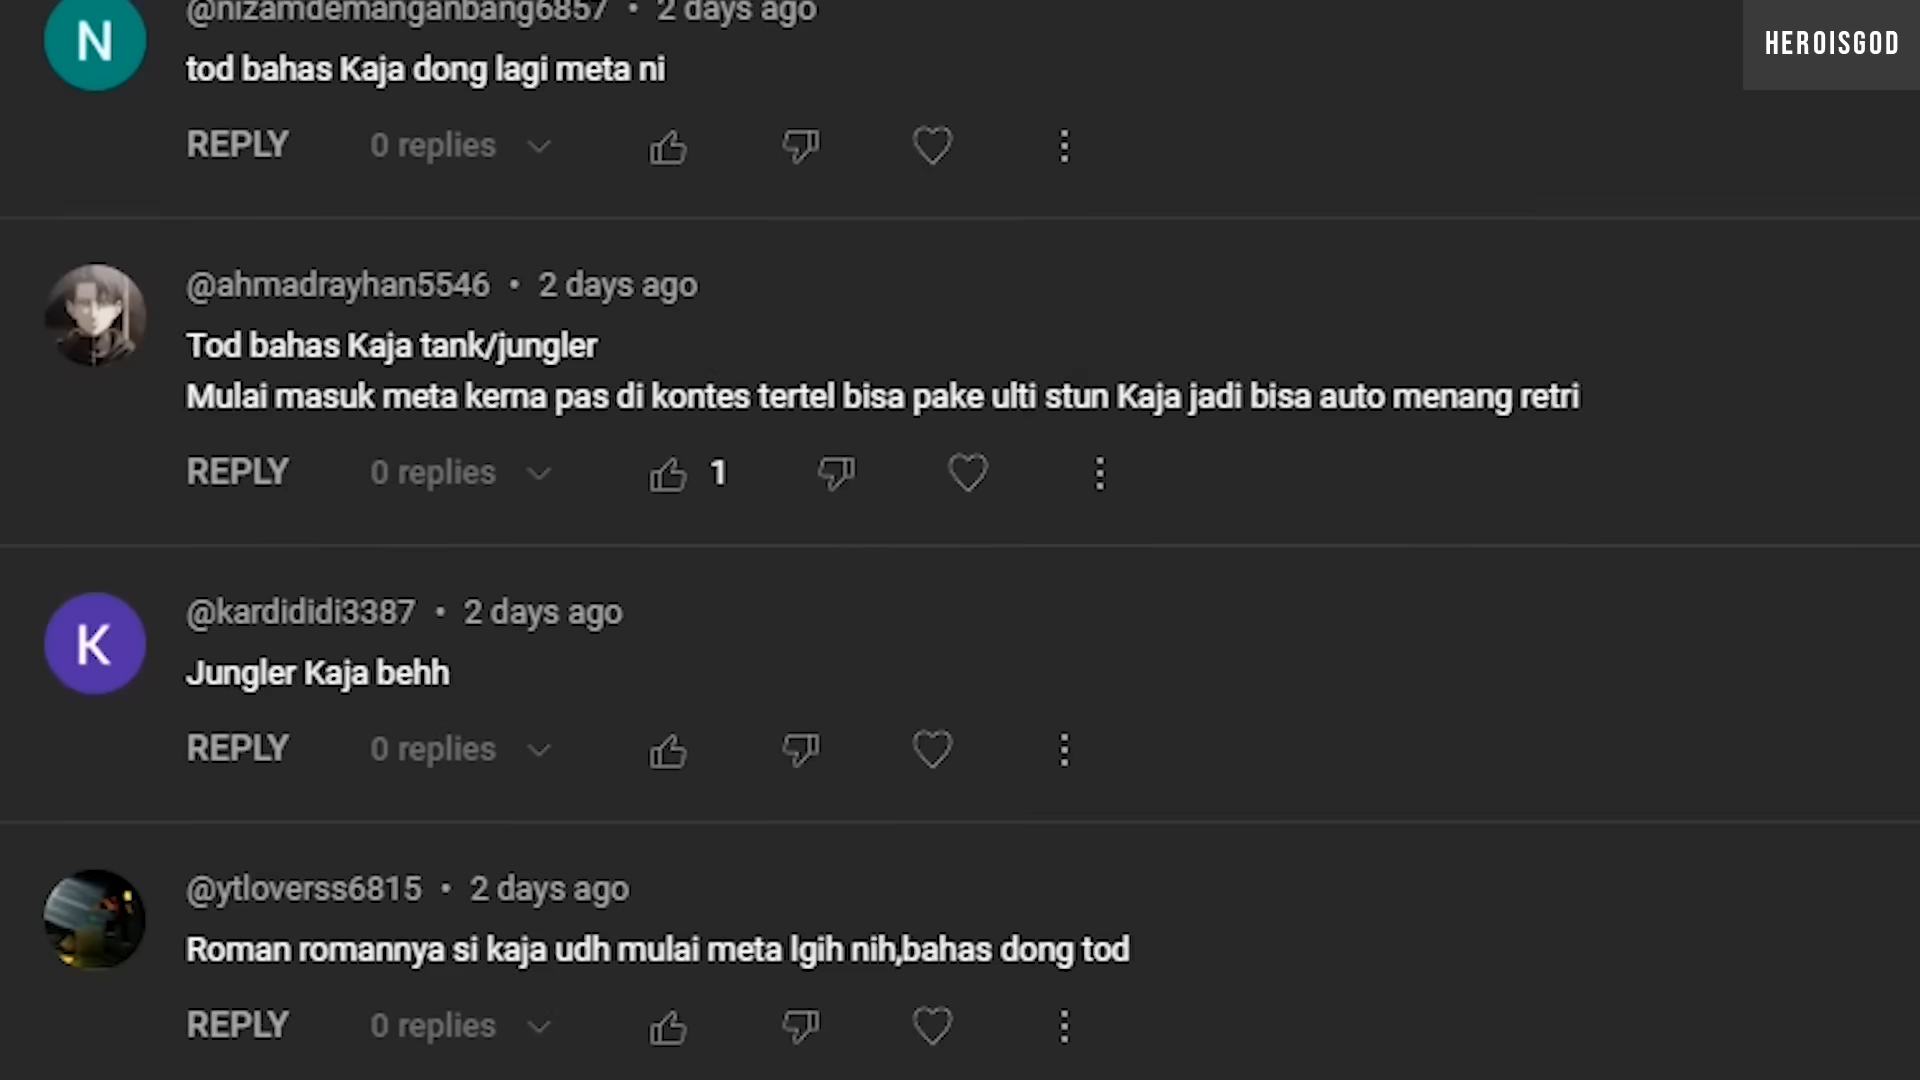 @nizamdemanganbang6857 • 2 days ago
HEROISGOD
N
tod bahas Kaja dong lagi meta ni
REPLY 0 replies
@ahmadrayhan5546 • 2 days ago
Tod bahas Kaja tank/jungler
Mulai masuk meta kerna pas di kontes tertel bisa pake ulti stun Kaja jadi bisa auto menang retri
REPLY 0 replies 1
@kardididi3387 • 2 days ago
K
Jungler Kaja behh
REPLY 0 replies
@ytloverss6815 • 2 days ago
Roman romannya si kaja udh mulai meta lgih nih,bahas dong tod
REPLY 0 replies